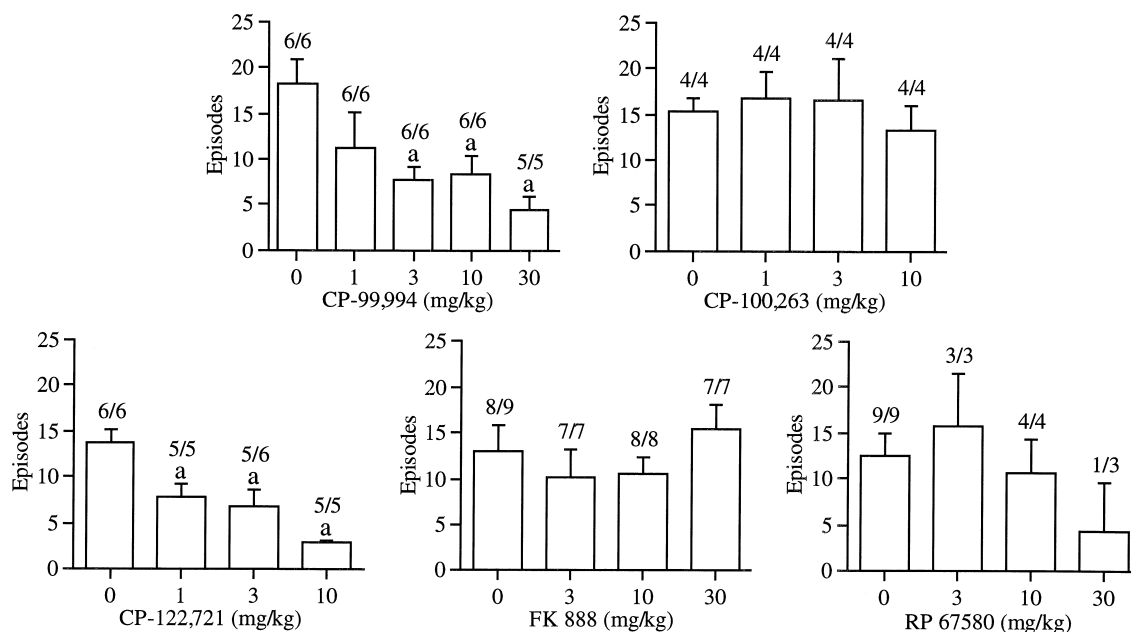 25
20
15
10
5
0
Episodes
6/6
6/6
6/6
a
6/6
a
5/5
a
0 1 3 10 30
CP-99,994 (mg/kg)
25
20
15
10
5
0
Episodes
4/4
4/4
4/4
4/4
0 1 3 10
CP-100,263 (mg/kg)
25
20
15
10
5
0
Episodes
6/6
5/5
a
5/6
a
5/5
a
0 1 3 10
CP-122,721 (mg/kg)
25
20
15
10
5
0
Episodes
8/9
7/7
8/8
7/7
0 3 10 30
FK 888 (mg/kg)
25
20
15
10
5
0
Episodes
9/9
3/3
4/4
1/3
0 3 10 30
RP 67580 (mg/kg)